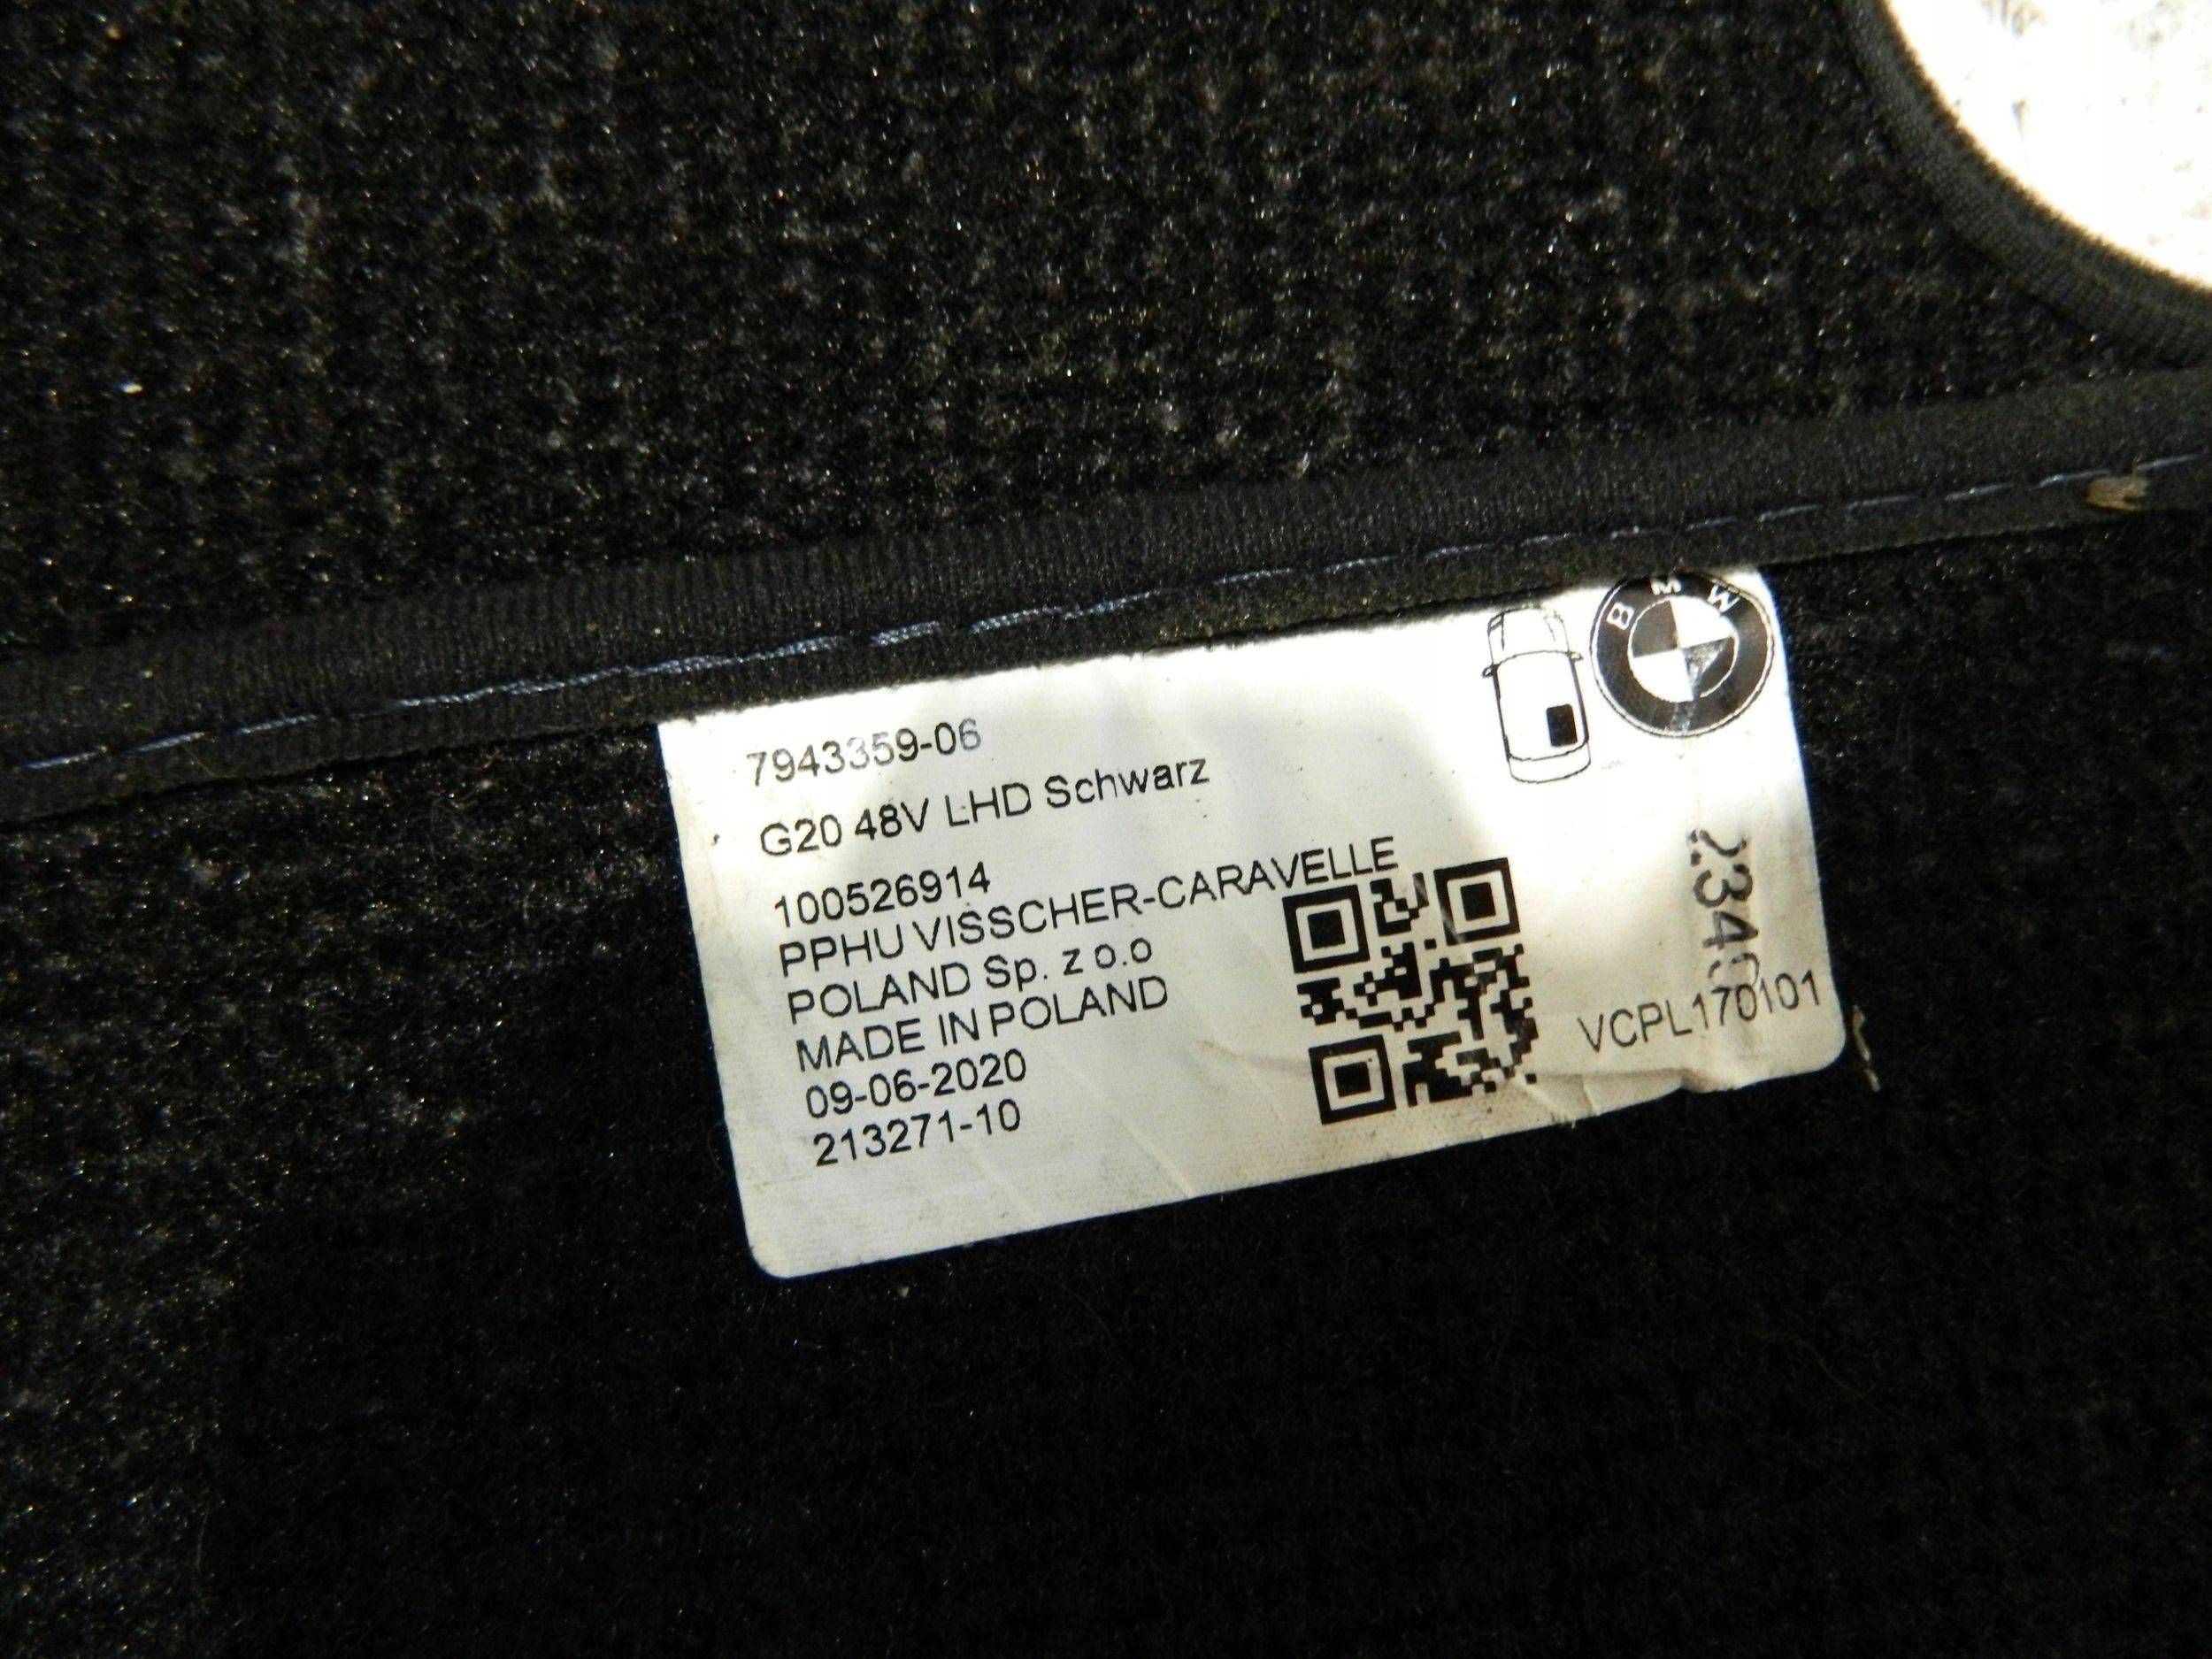 7943359-06
G20 48V LHD Schwarz
100526914
PPHU VISSCHER-CARAVELLE
POLAND Sp. z o.o
MADE IN POLAND
09-06-2020
213271-10
BMW
VCPL170101